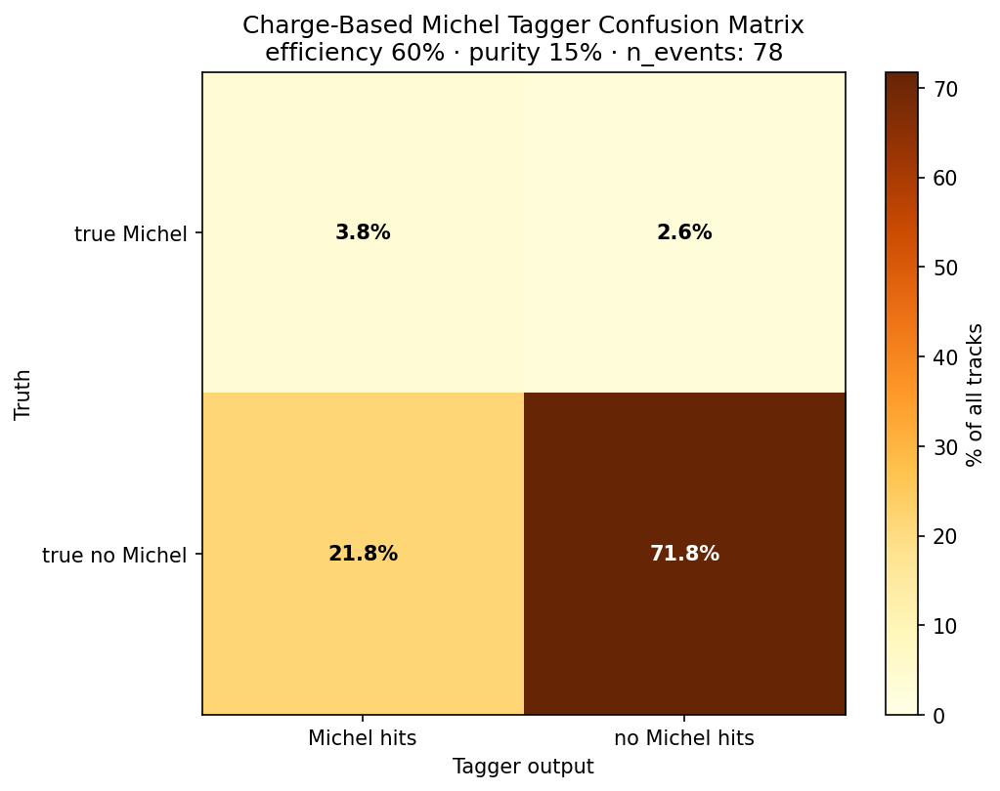 Charge-Based Michel Tagger Confusion Matrix
efficiency 60% · purity 15% · n_events: 78
true Michel
3.8%
2.6%
true no Michel
21.8%
71.8%
Michel hits
no Michel hits
Tagger output
Truth
70
60
50
40
30
20
10
0
% of all tracks